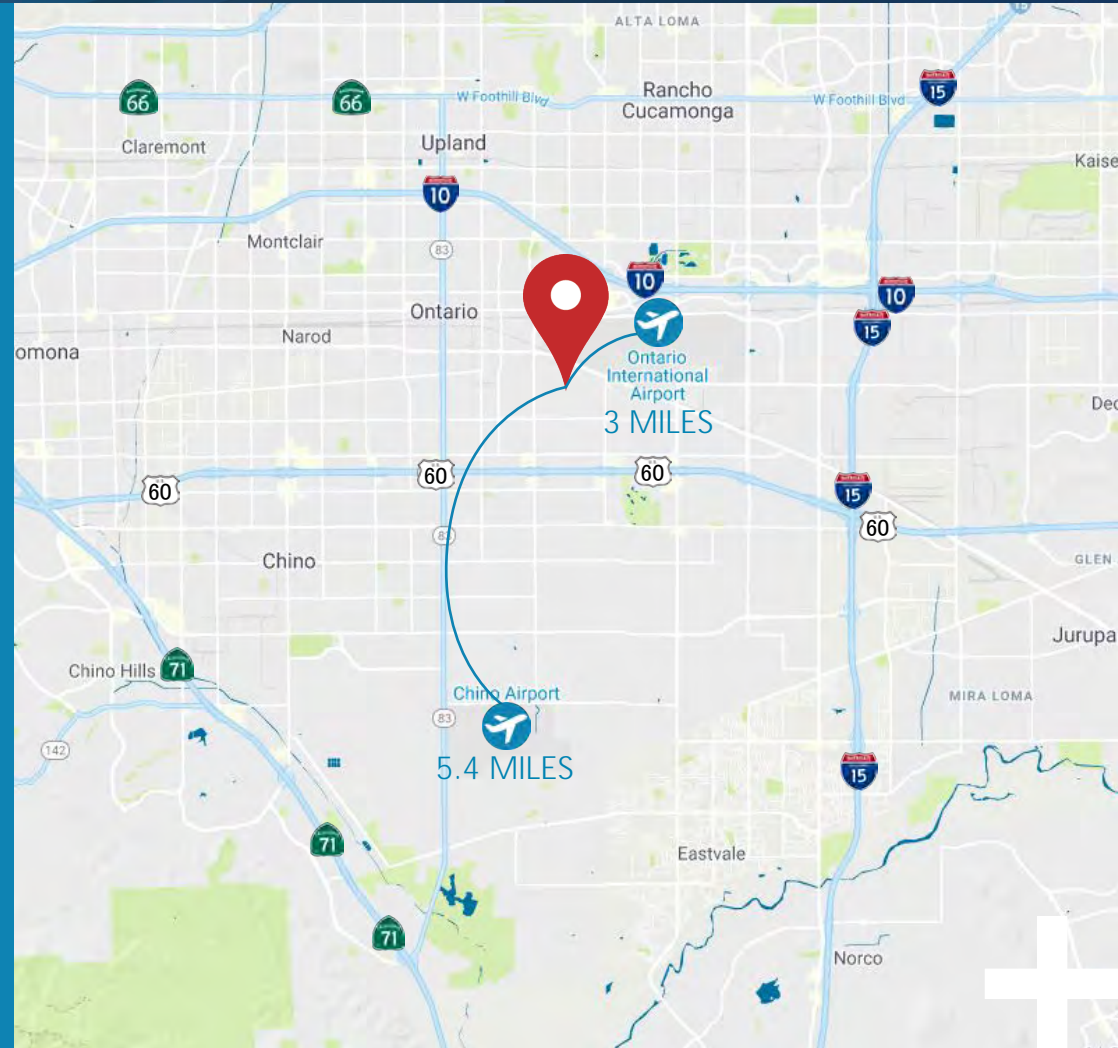 ALTA LOMA
15
66
66
W Foothill Blvd
Rancho
Cucamonga
W Foothill Blvd
15
Claremont
Upland
Kaise
10
Montclair
83
10
10
Ontario
15
Narod
omona
Ontario
International
Airport
3 MILES
Dec
60
60
60
15
60
83
Chino
GLEN
Jurupa
Chino Hills
71
MIRA LOMA
Chino Airport
83
142
5.4 MILES
15
71
Eastvale
71
Norco